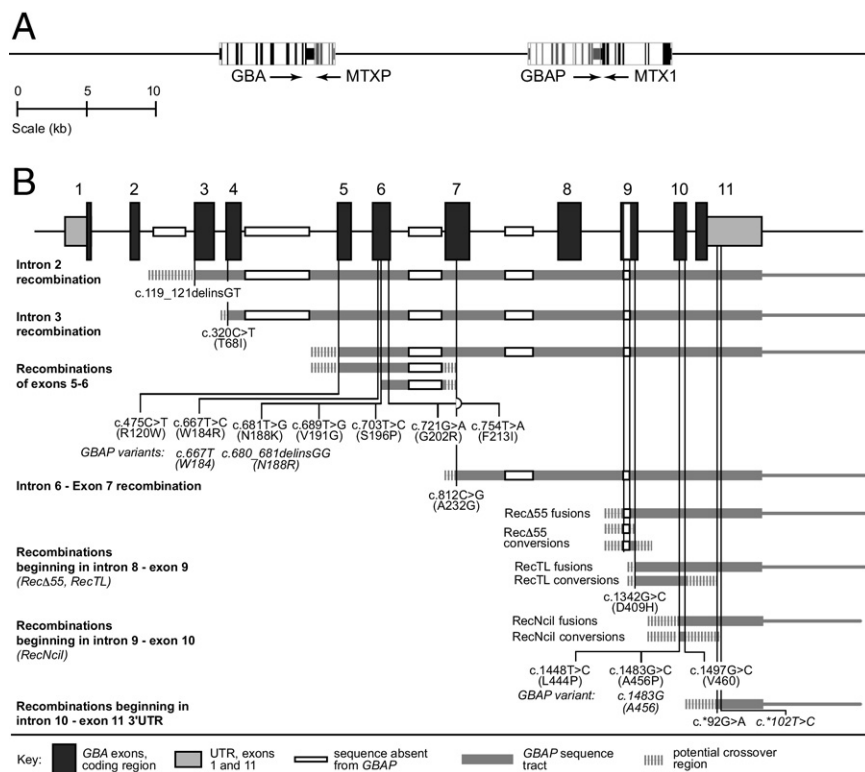 A
GBA → ← MTXP
GBAP → ← MTX1
0 5 10
Scale (kb)
B
1 2 3 4 5 6 7 8 9 10 11
Intron 2
recombination
c.119_121delinsGT
Intron 3
recombination
c.320C>T
(T68I)
Recombinations
of exons 5-6
c.475C>T
(R120W)
c.667T>C
(W184R)
c.681T>G
(N188K)
c.689T>G
(V191G)
c.703T>C
(S196P)
c.721G>A
(G202R)
c.754T>A
(F213I)
GBAP variants:
c.667T
(W184)
c.680_681delinsGG
(N188R)
Intron 6 - Exon 7 recombination
c.812C>G
(A232G)
RecΔ55 fusions
RecΔ55
conversions
Recombinations
beginning in intron 8 - exon 9
(RecΔ55, RecTL)
RecTL fusions
RecTL conversions
c.1342G>C
(D409H)
Recombinations
beginning in intron 9 - exon 10
(RecNciI)
RecNciI fusions
RecNciI conversions
c.1448T>C
(L444P)
c.1483G>C
(A456P)
c.1497G>C
(V460)
GBAP variant:
c.1483G
(A456)
Recombinations beginning in
intron 10 - exon 11 3'UTR
c.*92G>A
c.*102T>C
Key:
GBA exons,
coding region
UTR, exons
1 and 11
sequence absent
from GBAP
GBAP sequence
tract
potential crossover
region